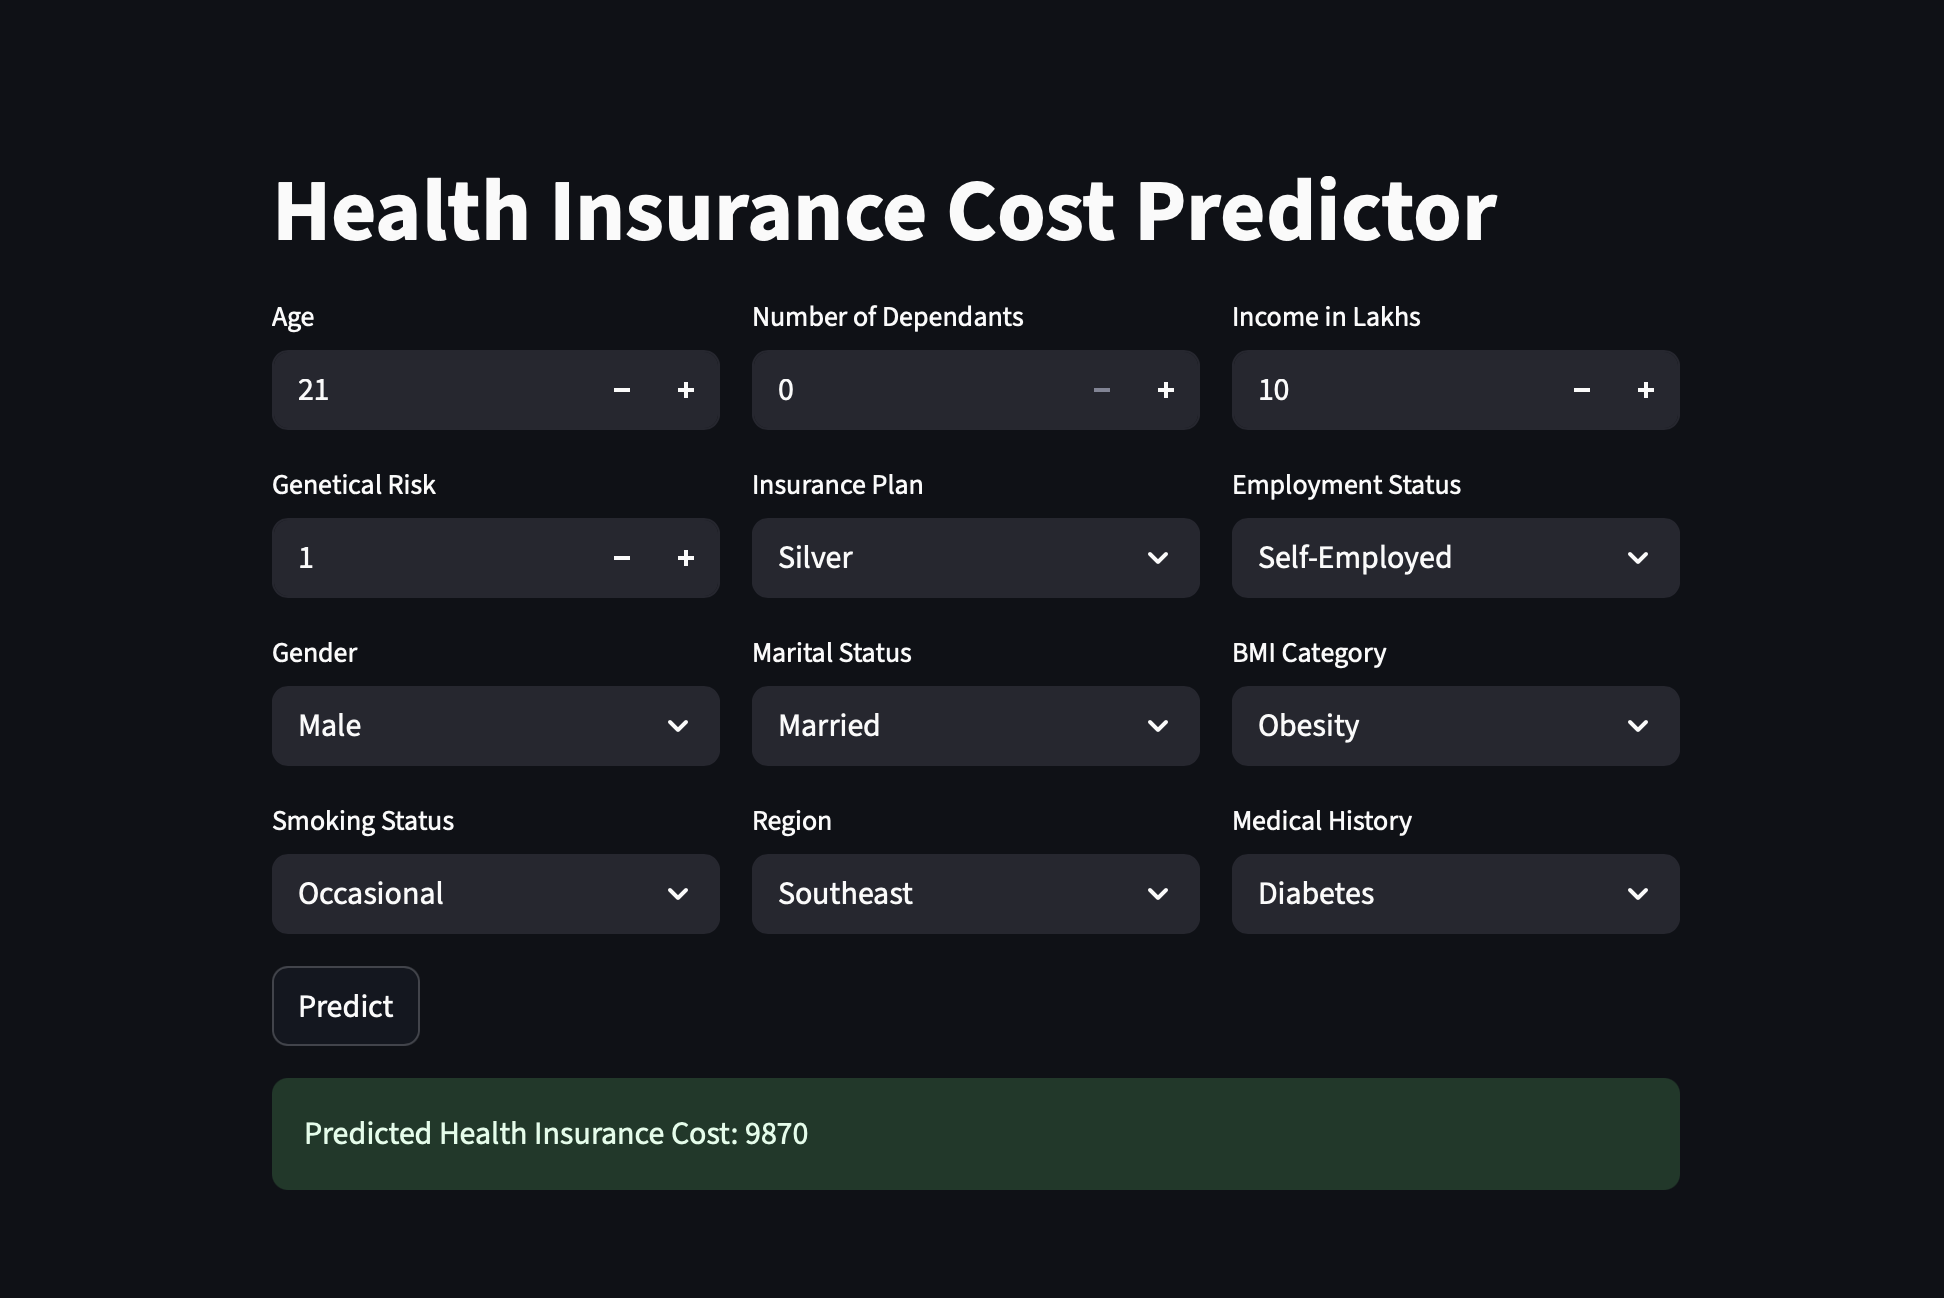 Health Insurance Cost Predictor
Age
Number of Dependants
Income in Lakhs
21
0
10
Genetical Risk
Insurance Plan
Employment Status
1
Silver
Self-Employed
Gender
Marital Status
BMI Category
Male
Married
Obesity
Smoking Status
Region
Medical History
Occasional
Southeast
Diabetes
Predict
Predicted Health Insurance Cost: 9870